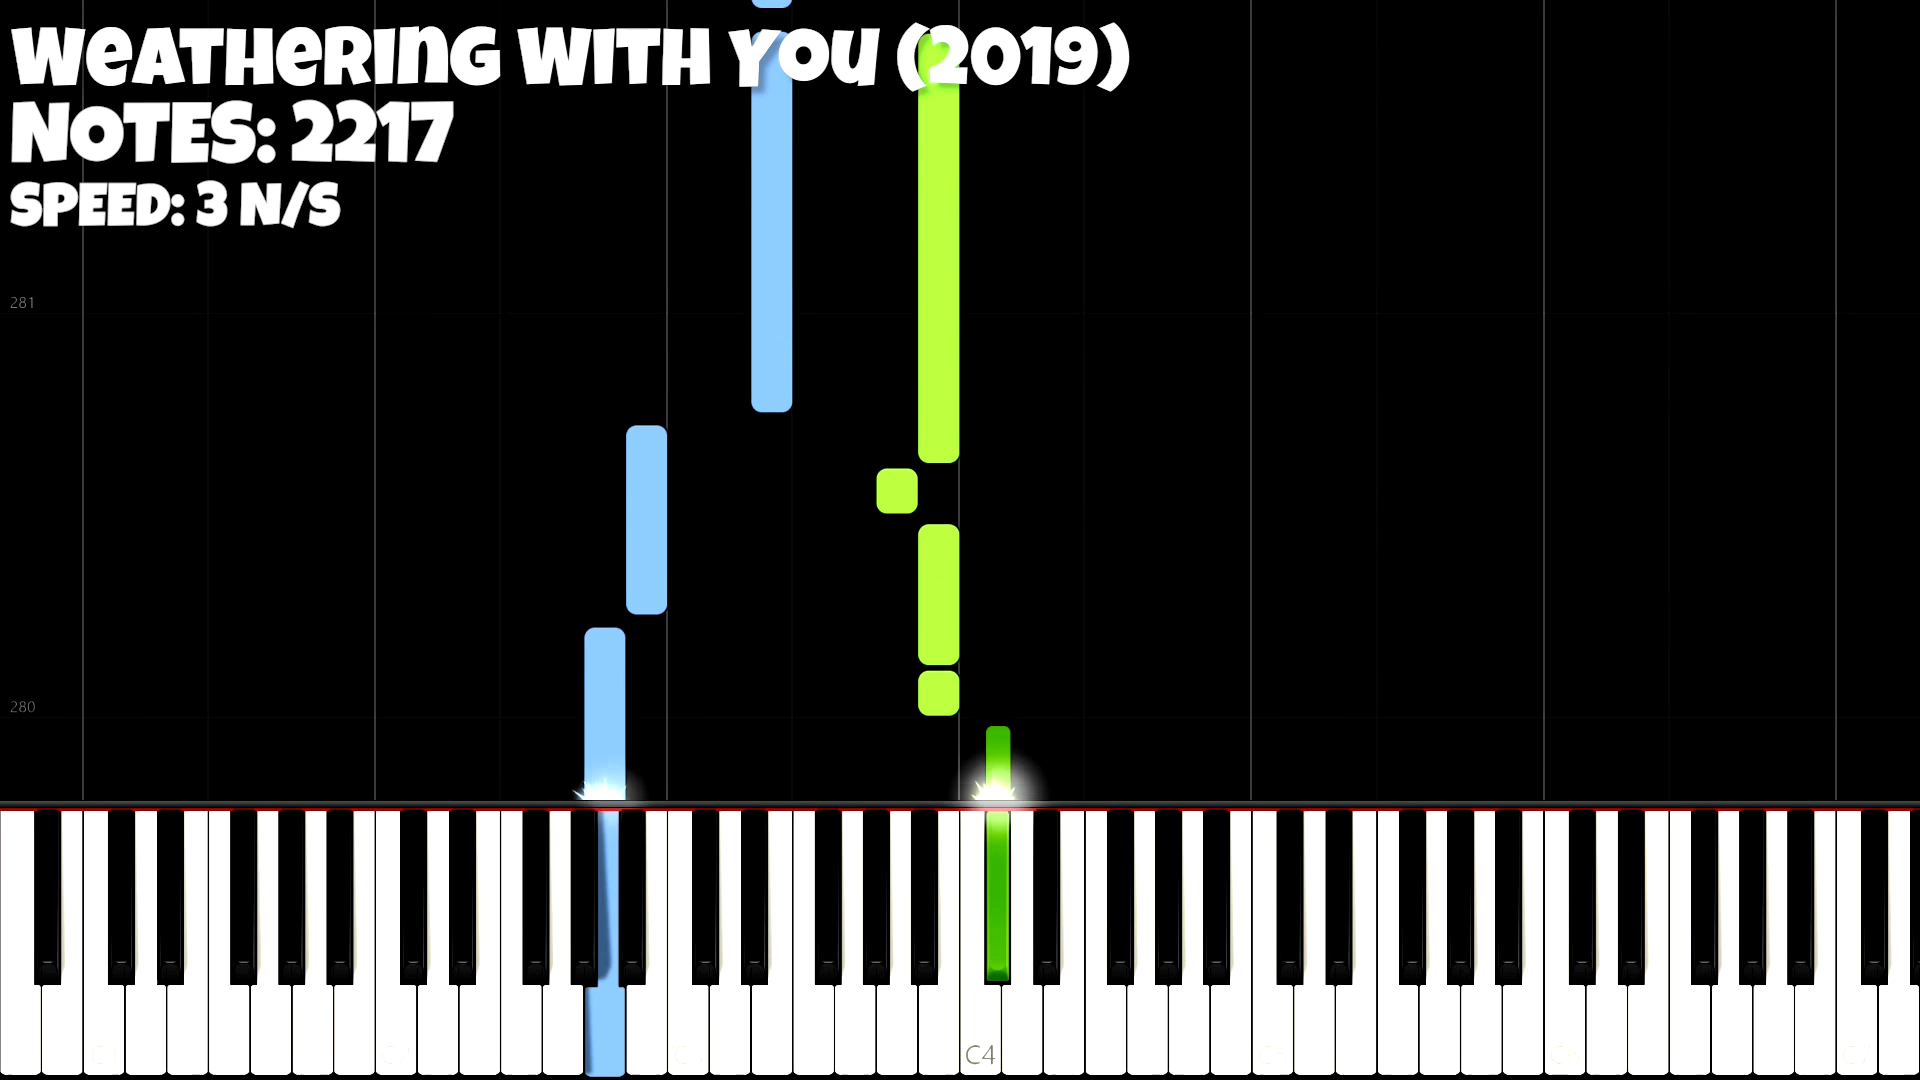 WEATHERING WITH YOU (2019)
NOTES: 2217
SPEED: 3 N/S
281
280
C4